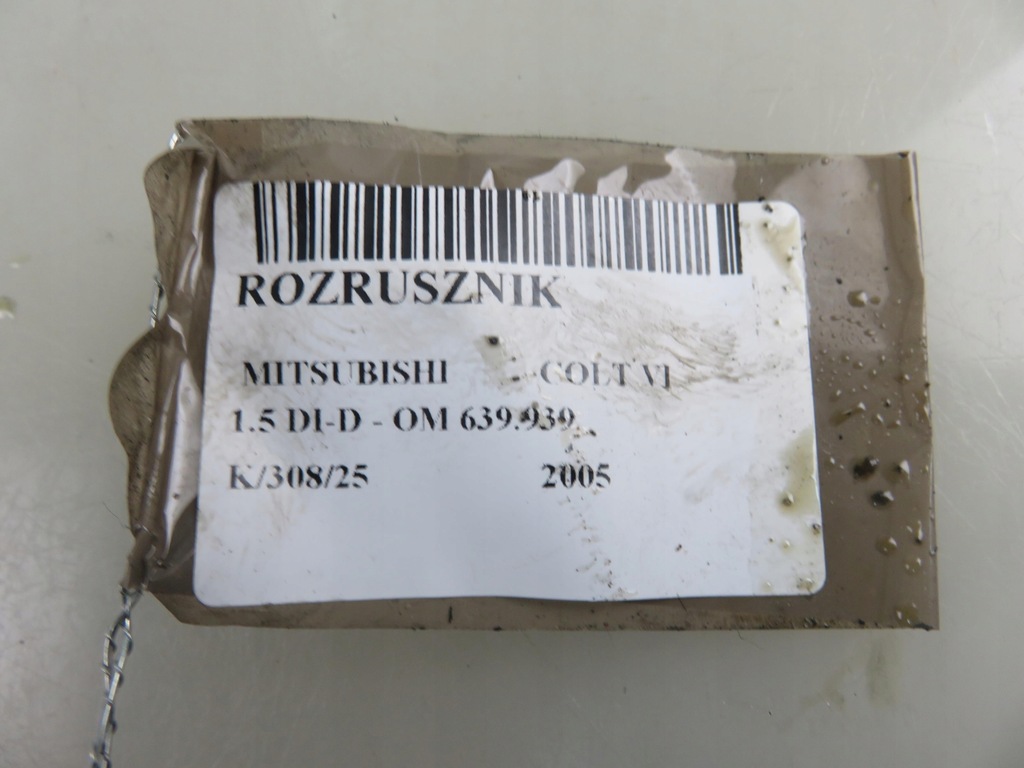 ROZRUSZNIK
MITSUBISHI COLT VI
1.5 DI-D - OM 639.939
K/308/25 2005